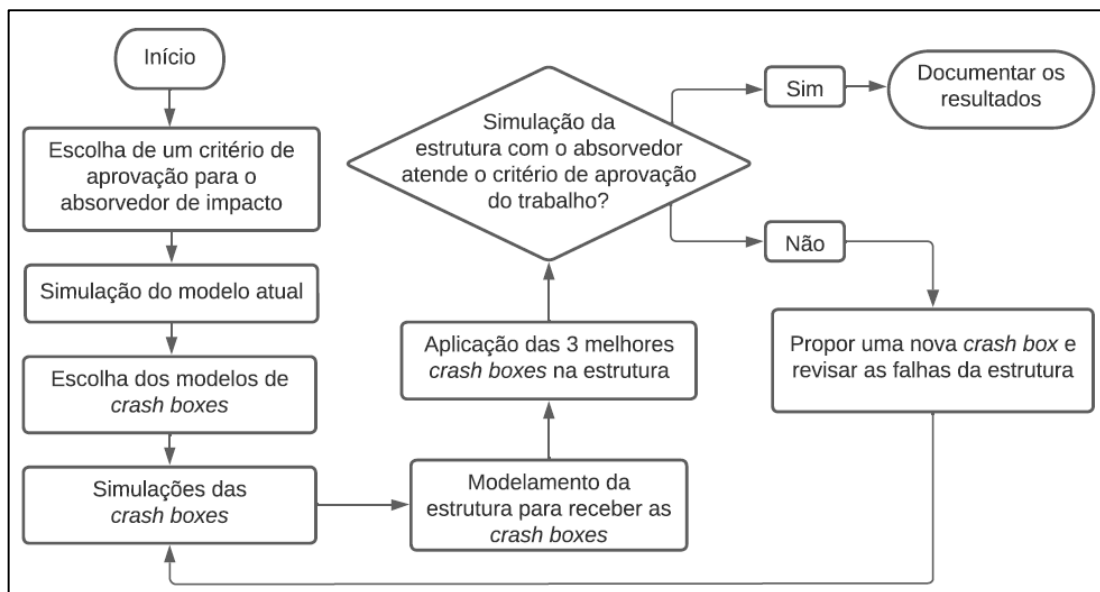 Início
Escolha de um critério de
aprovação para o
absorvedor de impacto
Simulação do modelo atual
Escolha dos modelos de
crash boxes
Simulações das
crash boxes
Modelamento da
estrutura para receber as
crash boxes
Aplicação das 3 melhores
crash boxes na estrutura
Simulação da
estrutura com o absorvedor
atende o critério de aprovação
do trabalho?
Sim
Documentar os
resultados
Não
Propor uma nova crash box e
revisar as falhas da estrutura